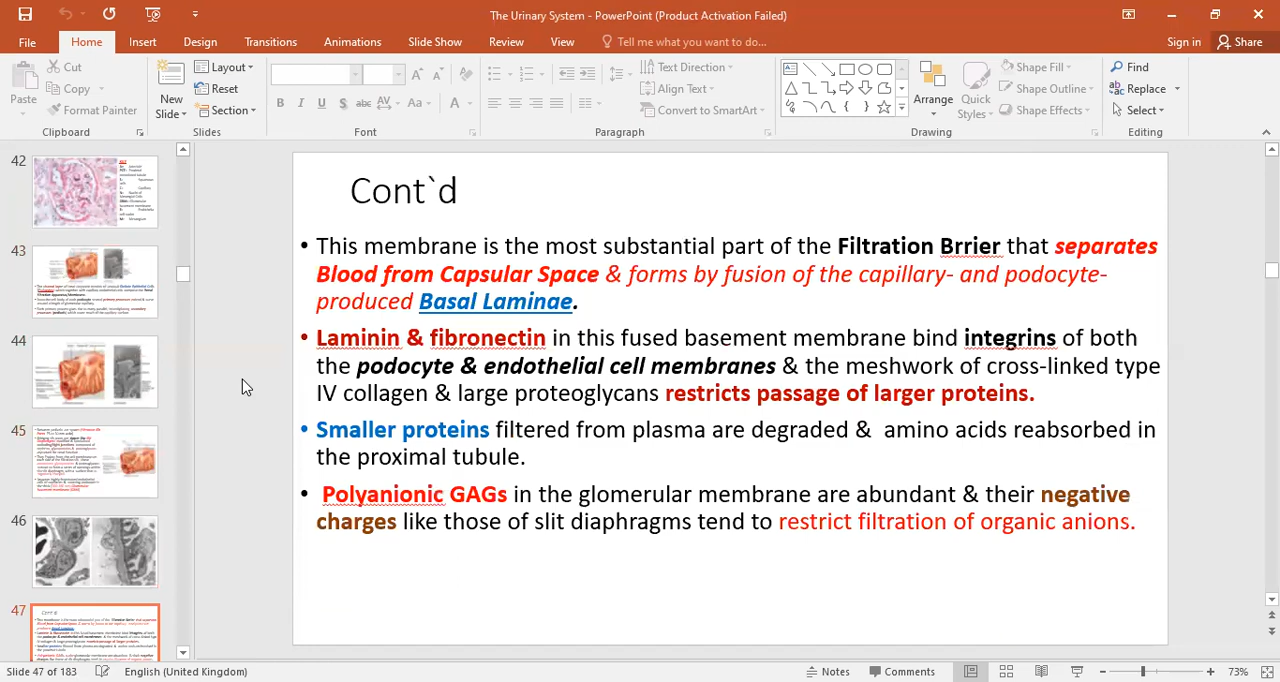 The Urinary System - PowerPoint (Product Activation Failed)
File Home Insert Design Transitions Animations Slide Show Review View Tell me what you want to do... Sign in Share
Cut
Copy
Format Painter
Paste
Clipboard
New Slide
Layout
Reset
Section
Slides
B I U S abc AV Aa A
Font
Paragraph
Text Direction
Align Text
Convert to SmartArt
Arrange
Quick Styles
Shape Fill
Shape Outline
Shape Effects
Drawing
Find
Replace
Select
Editing
42
43
44
45
46
47
Cont`d
• This membrane is the most substantial part of the Filtration Brrier that separates
Blood from Capsular Space & forms by fusion of the capillary- and podocyte-
produced Basal Laminae.
• Laminin & fibronectin in this fused basement membrane bind integrins of both
the podocyte & endothelial cell membranes & the meshwork of cross-linked type
IV collagen & large proteoglycans restricts passage of larger proteins.
• Smaller proteins filtered from plasma are degraded & amino acids reabsorbed in
the proximal tubule.
• Polyanionic GAGs in the glomerular membrane are abundant & their negative
charges like those of slit diaphragms tend to restrict filtration of organic anions.
Slide 47 of 183 English (United Kingdom) Notes Comments 73%